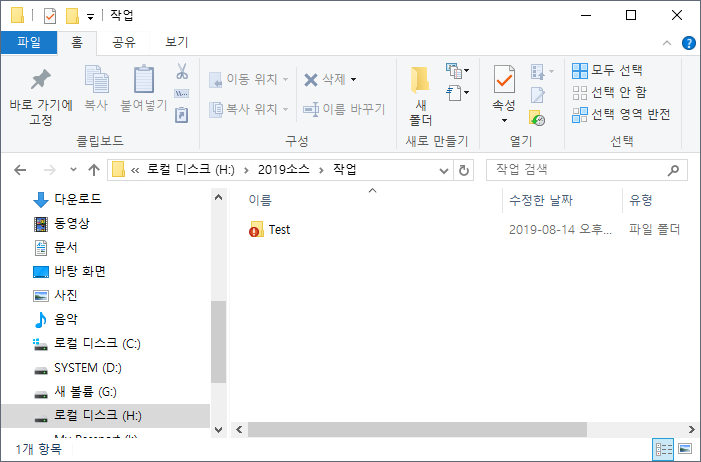 작업
파일 홈 공유 보기
바로 가기에 고정
복사
붙여넣기
클립보드
이동 위치
복사 위치
삭제
이름 바꾸기
구성
새 폴더
새로 만들기
속성
열기
모두 선택
선택 안 함
선택 영역 반전
선택
« 로컬 디스크 (H:) > 2019소스 > 작업
작업 검색
다운로드
동영상
문서
바탕 화면
사진
음악
로컬 디스크 (C:)
SYSTEM (D:)
새 볼륨 (G:)
로컬 디스크 (H:)
이름 수정한 날짜 유형
Test 2019-08-14 오후... 파일 폴더
1개 항목